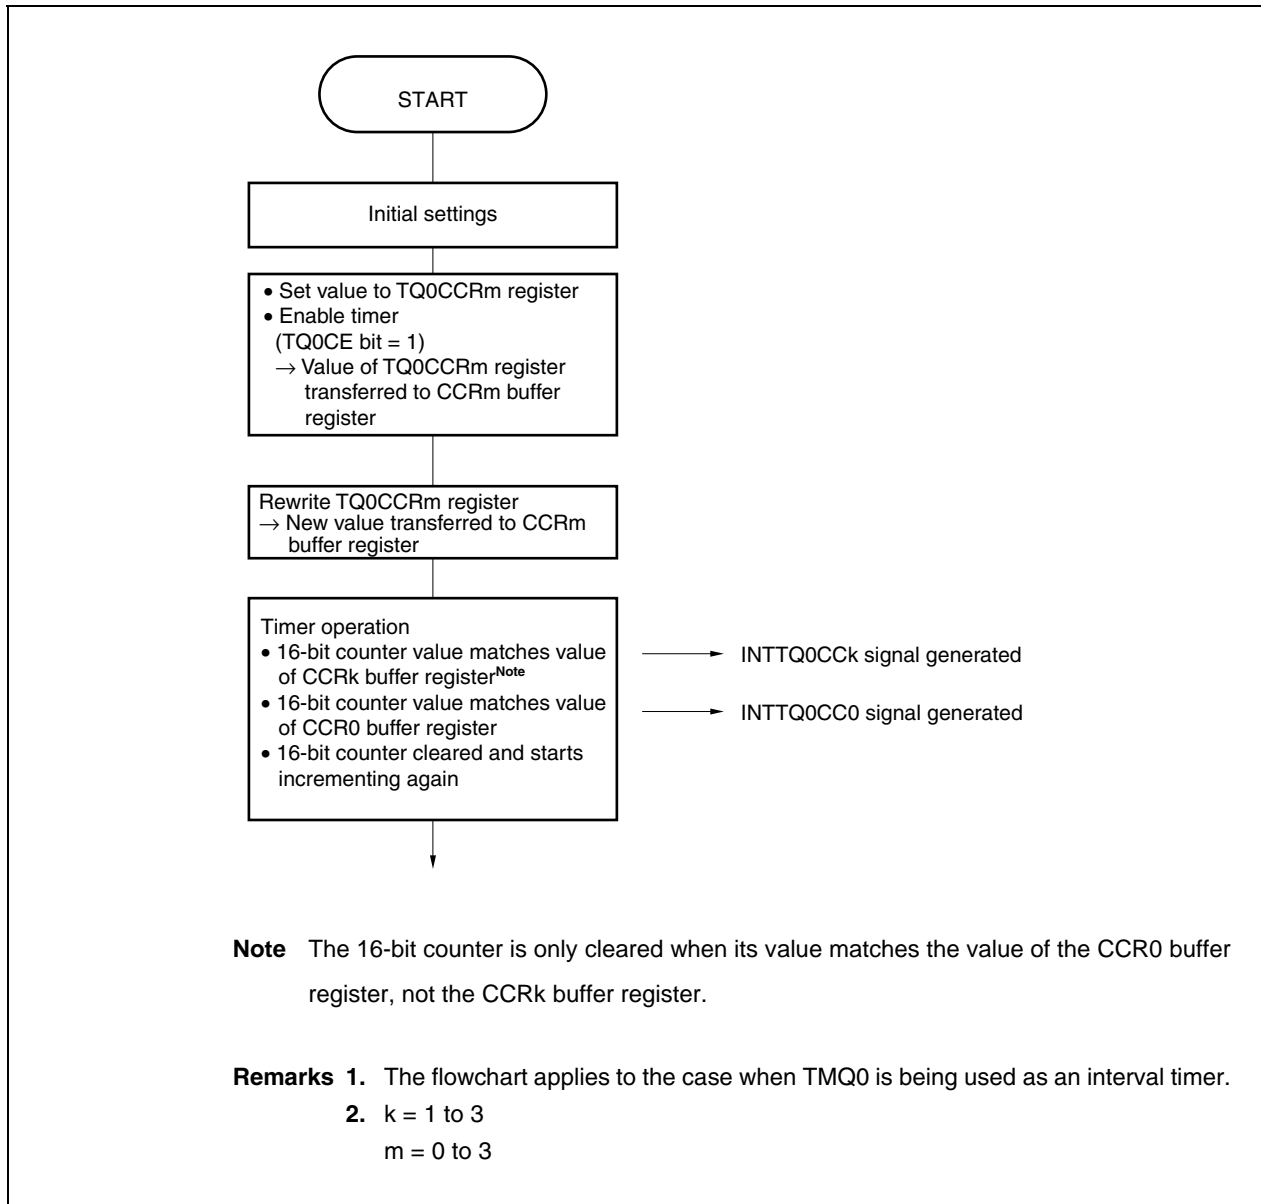 START
Initial settings
• Set value to TQ0CCRm register
• Enable timer
(TQ0CE bit = 1)
→ Value of TQ0CCRm register
transferred to CCRm buffer
register
Rewrite TQ0CCRm register
→ New value transferred to CCRm
buffer register
Timer operation
• 16-bit counter value matches value
of CCRk buffer registerNote
• 16-bit counter value matches value
of CCR0 buffer register
• 16-bit counter cleared and starts
incrementing again
INTTQ0CCk signal generated
INTTQ0CC0 signal generated
Note The 16-bit counter is only cleared when its value matches the value of the CCR0 buffer
register, not the CCRk buffer register.
Remarks 1. The flowchart applies to the case when TMQ0 is being used as an interval timer.
2. k = 1 to 3
m = 0 to 3